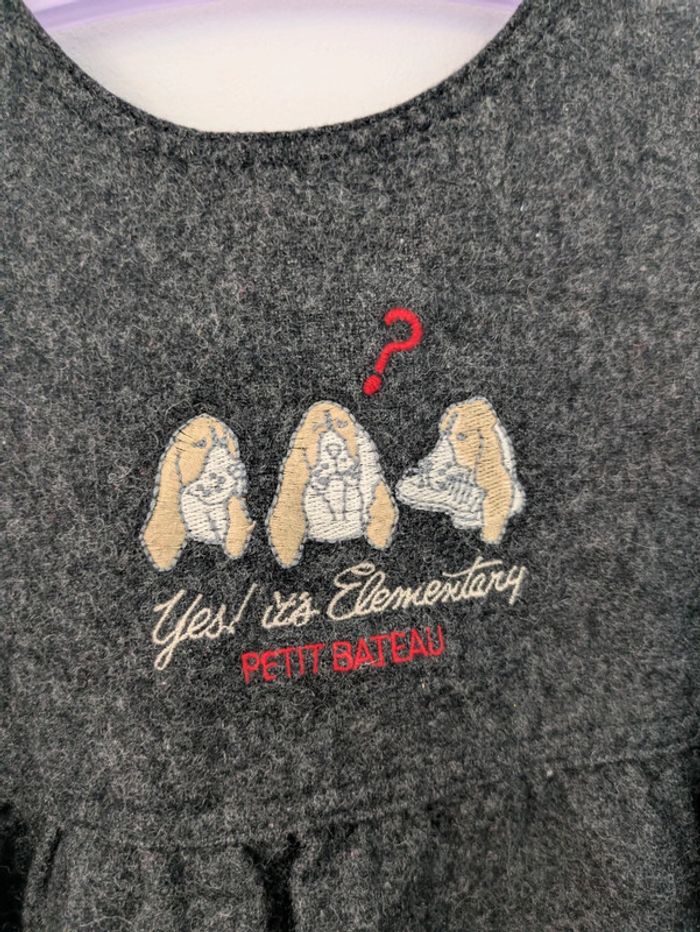 ?
Yes! it's Elementary
PETIT BATEAU